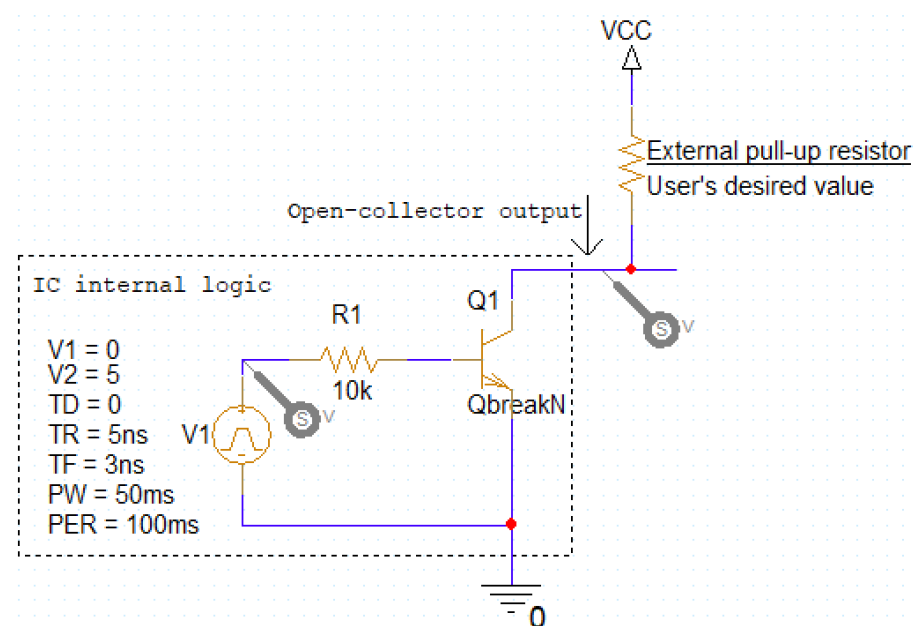 VCC
External pull-up resistor
User's desired value
Open-collector output
IC internal logic
R1
Q1
V1 = 0
V2 = 5
TD = 0
TR = 5ns
TF = 3ns
PW = 50ms
PER = 100ms
V1
10k
QbreakN
S V
S V
0